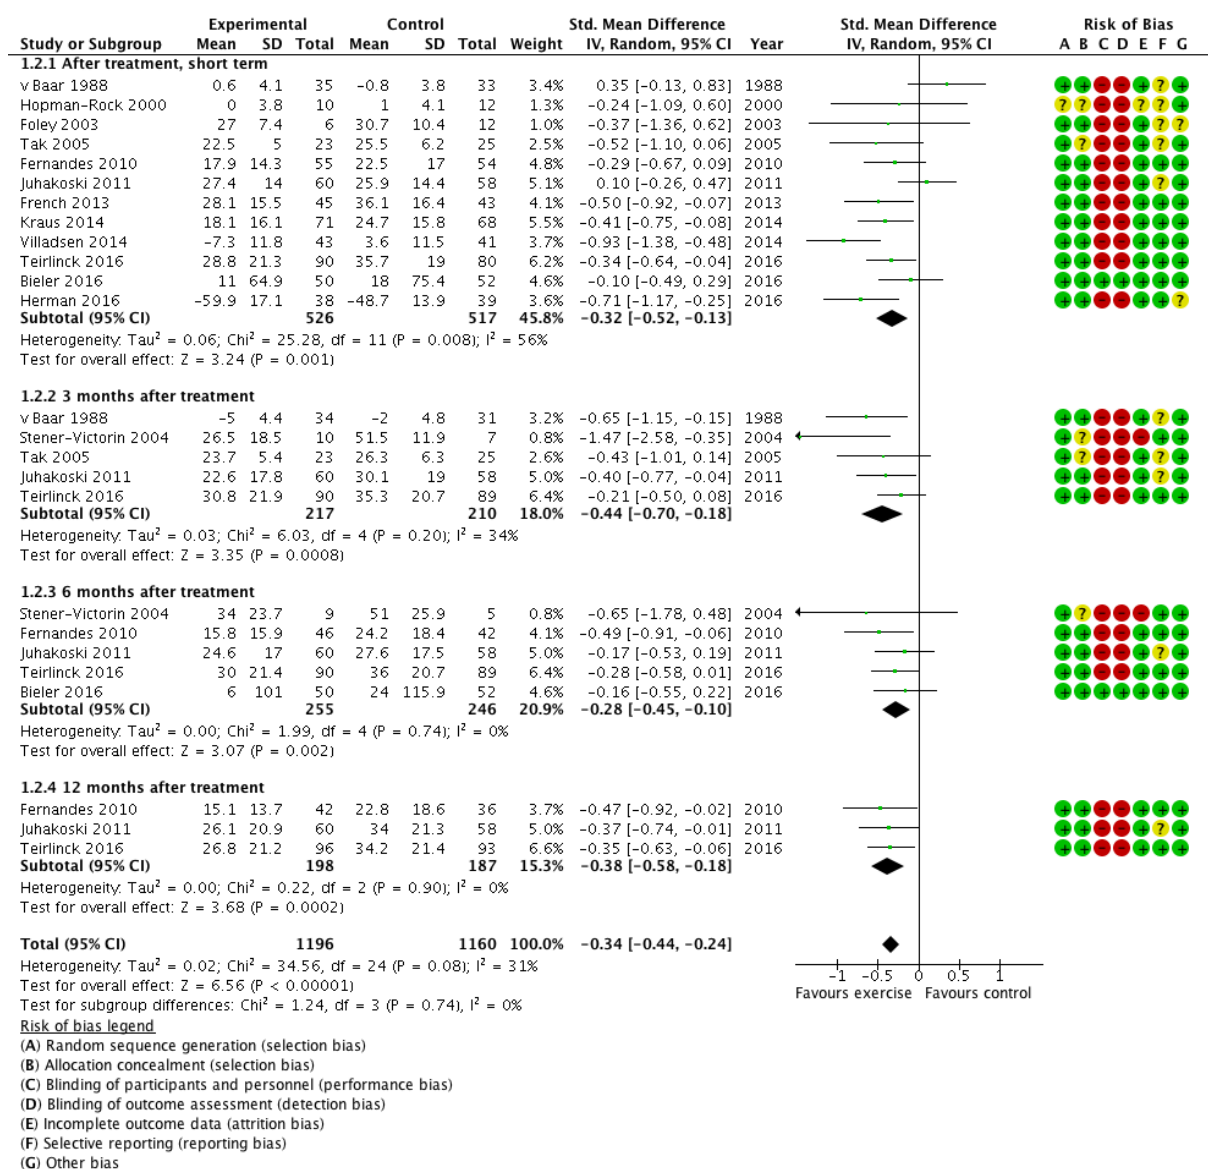 Experimental Control Std. Mean Difference Std. Mean Difference Risk of Bias
Study or Subgroup Mean SD Total Mean SD Total Weight IV, Random, 95% CI Year IV, Random, 95% CI A B C D E F G
1.2.1 After treatment, short term
v Baar 1988 0.6 4.1 35 -0.8 3.8 33 3.4% 0.35 [-0.13, 0.83] 1988 + + - - + ? +
Hopman-Rock 2000 0 3.8 10 1 4.1 12 1.3% -0.24 [-1.09, 0.60] 2000 ? ? - - ? ? +
Foley 2003 27 7.4 6 30.7 10.4 12 1.0% -0.37 [-1.36, 0.62] 2003 + + - - + ? ?
Tak 2005 22.5 5 23 25.5 6.2 25 2.5% -0.52 [-1.10, 0.06] 2005 + ? - - + ? +
Fernandes 2010 17.9 14.3 55 22.5 17 54 4.8% -0.29 [-0.67, 0.09] 2010 + + - - + + +
Juhakoski 2011 27.4 14 60 25.9 14.4 58 5.1% 0.10 [-0.26, 0.47] 2011 + + - - + ? +
French 2013 28.1 15.5 45 36.1 16.4 43 4.1% -0.50 [-0.92, -0.07] 2013 + + - - + + +
Kraus 2014 18.1 16.1 71 24.7 15.8 68 5.5% -0.41 [-0.75, -0.08] 2014 + + - - + + +
Villadsen 2014 -7.3 11.8 43 3.6 11.5 41 3.7% -0.93 [-1.38, -0.48] 2014 + + - - + + +
Teirlinck 2016 28.8 21.3 90 35.7 19 80 6.2% -0.34 [-0.64, -0.04] 2016 + + - - + + +
Bieler 2016 11 64.9 50 18 75.4 52 4.6% -0.10 [-0.49, 0.29] 2016 + + + + + + +
Herman 2016 -59.9 17.1 38 -48.7 13.9 39 3.6% -0.71 [-1.17, -0.25] 2016 + + - - + + ?
Subtotal (95% CI) 526 517 45.8% -0.32 [-0.52, -0.13]
Heterogeneity: Tau² = 0.06; Chi² = 25.28, df = 11 (P = 0.008); I² = 56%
Test for overall effect: Z = 3.24 (P = 0.001)
1.2.2 3 months after treatment
v Baar 1988 -5 4.4 34 -2 4.8 31 3.2% -0.65 [-1.15, -0.15] 1988 + + - - + ? +
Stener-Victorin 2004 26.5 18.5 10 51.5 11.9 7 0.8% -1.47 [-2.58, -0.35] 2004 + ? - - - + +
Tak 2005 23.7 5.4 23 26.3 6.3 25 2.5% -0.43 [-1.01, 0.14] 2005 + ? - - + ? +
Juhakoski 2011 22.6 17.8 60 30.1 19 58 5.0% -0.40 [-0.77, -0.04] 2011 + + - - + ? +
Teirlinck 2016 30.8 21.9 90 35.3 20.7 89 6.4% -0.21 [-0.50, 0.08] 2016 + + - - + + +
Subtotal (95% CI) 217 210 18.0% -0.44 [-0.70, -0.18]
Heterogeneity: Tau² = 0.03; Chi² = 6.03, df = 4 (P = 0.20); I² = 34%
Test for overall effect: Z = 3.35 (P = 0.0008)
1.2.3 6 months after treatment
Stener-Victorin 2004 34 23.7 9 51 25.9 5 0.8% -0.65 [-1.78, 0.48] 2004 + ? - - - + +
Fernandes 2010 15.8 15.9 46 24.2 18.4 42 4.1% -0.49 [-0.91, -0.06] 2010 + + - - + + +
Juhakoski 2011 24.6 17 60 27.6 17.5 58 5.1% -0.17 [-0.53, 0.19] 2011 + + - - + ? +
Teirlinck 2016 30 21.4 90 36 20.7 89 6.4% -0.28 [-0.58, 0.01] 2016 + + - - + + +
Bieler 2016 6 101 50 24 115.9 52 4.6% -0.16 [-0.55, 0.22] 2016 + + + + + + +
Subtotal (95% CI) 255 246 20.9% -0.28 [-0.45, -0.10]
Heterogeneity: Tau² = 0.00; Chi² = 1.99, df = 4 (P = 0.74); I² = 0%
Test for overall effect: Z = 3.07 (P = 0.002)
1.2.4 12 months after treatment
Fernandes 2010 15.1 13.7 42 22.8 18.6 36 3.7% -0.47 [-0.92, -0.02] 2010 + + - - + + +
Juhakoski 2011 26.1 20.9 60 34 21.3 58 5.0% -0.37 [-0.74, -0.01] 2011 + + - - + ? +
Teirlinck 2016 26.8 21.2 96 34.2 21.4 93 6.6% -0.35 [-0.63, -0.06] 2016 + + - - + + +
Subtotal (95% CI) 198 187 15.3% -0.38 [-0.58, -0.18]
Heterogeneity: Tau² = 0.00; Chi² = 0.22, df = 2 (P = 0.90); I² = 0%
Test for overall effect: Z = 3.68 (P = 0.0002)
Total (95% CI) 1196 1160 100.0% -0.34 [-0.44, -0.24]
Heterogeneity: Tau² = 0.02; Chi² = 34.56, df = 24 (P = 0.08); I² = 31%
Test for overall effect: Z = 6.56 (P < 0.00001)
Test for subgroup differences: Chi² = 1.24, df = 3 (P = 0.74), I² = 0%
-1 -0.5 0 0.5 1
Favours exercise Favours control
Risk of bias legend
(A) Random sequence generation (selection bias)
(B) Allocation concealment (selection bias)
(C) Blinding of participants and personnel (performance bias)
(D) Blinding of outcome assessment (detection bias)
(E) Incomplete outcome data (attrition bias)
(F) Selective reporting (reporting bias)
(G) Other bias